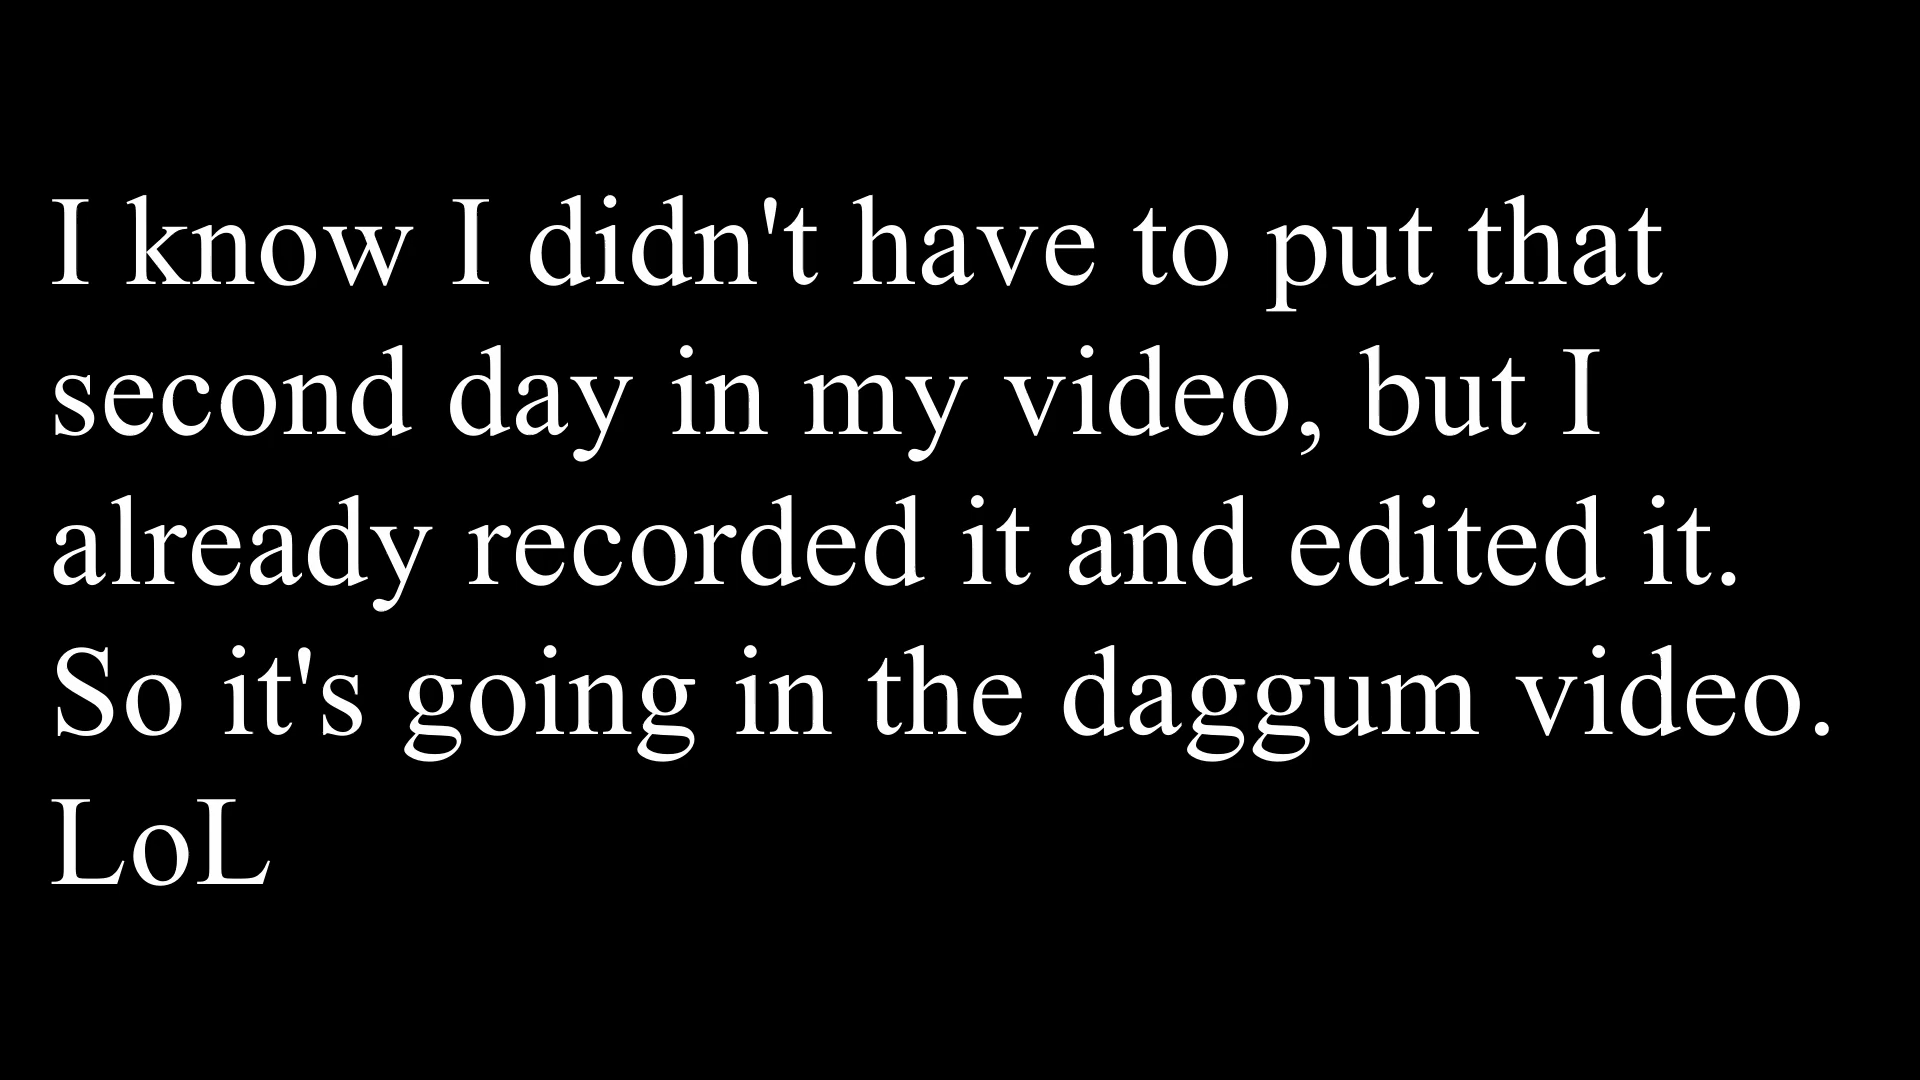 I know I didn't have to put that
second day in my video, but I
already recorded it and edited it.
So it's going in the daggum video.
LoL